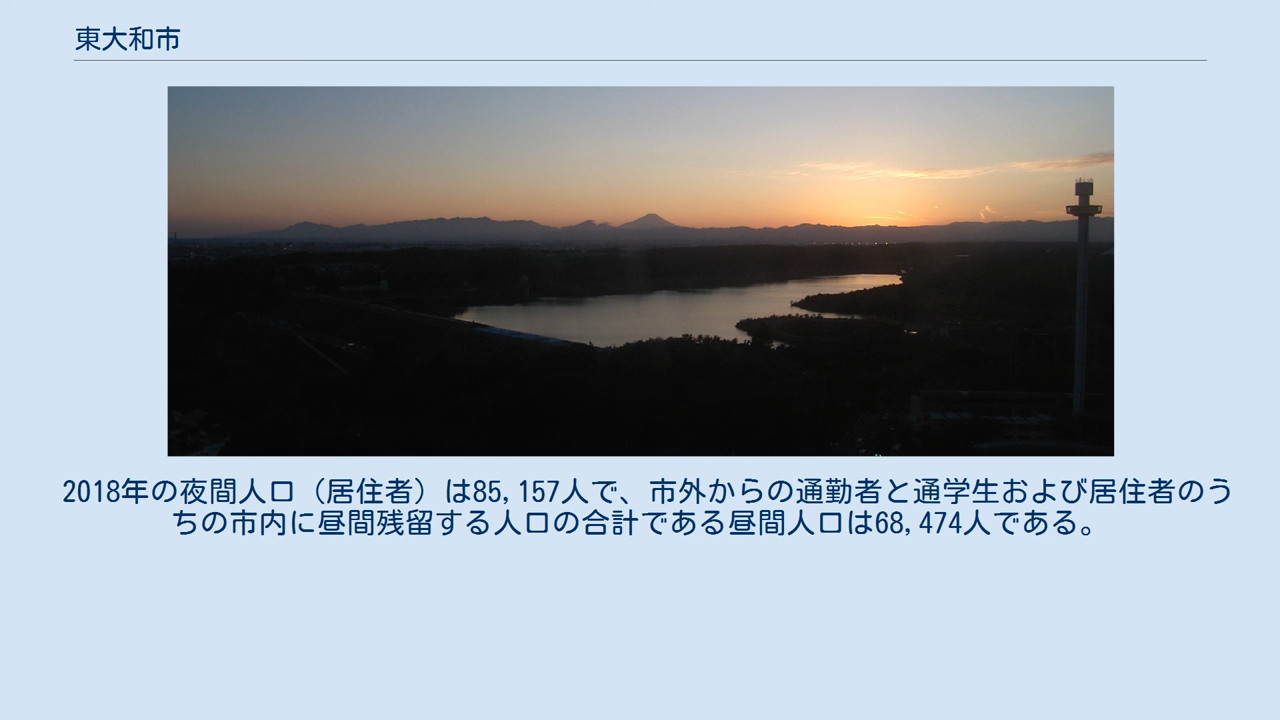 東大和市
2018年の夜間人口（居住者）は85,157人で、市外からの通勤者と通学生および居住者のう
ちの市内に昼間残留する人口の合計である昼間人口は68,474人である。